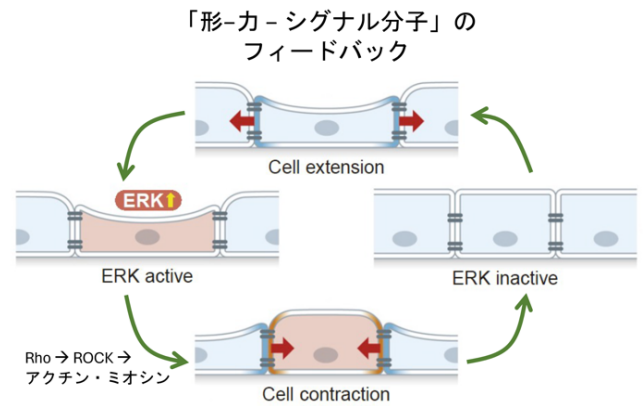 「形–力 – シグナル分子」の
フィードバック
Cell extension
ERK↑
ERK active
ERK inactive
Rho → ROCK →
アクチン・ミオシン
Cell contraction